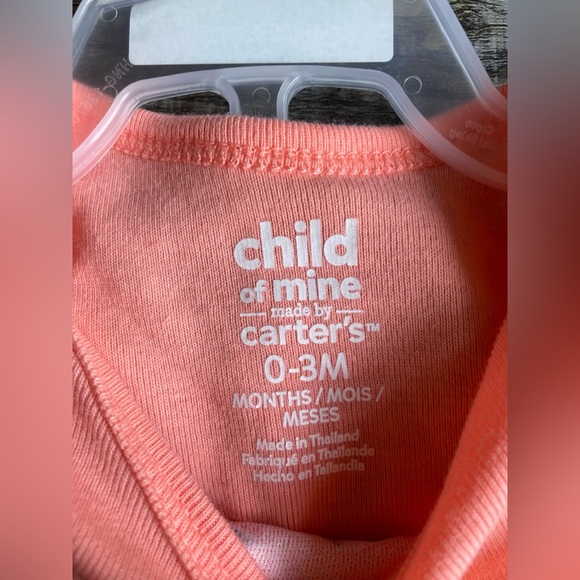 child
of mine
made by
carter's™
0-3M
MONTHS / MOIS /
MESES
Made in Thailand
Fabriqué en Thaïlande
Hecho en Tailandia